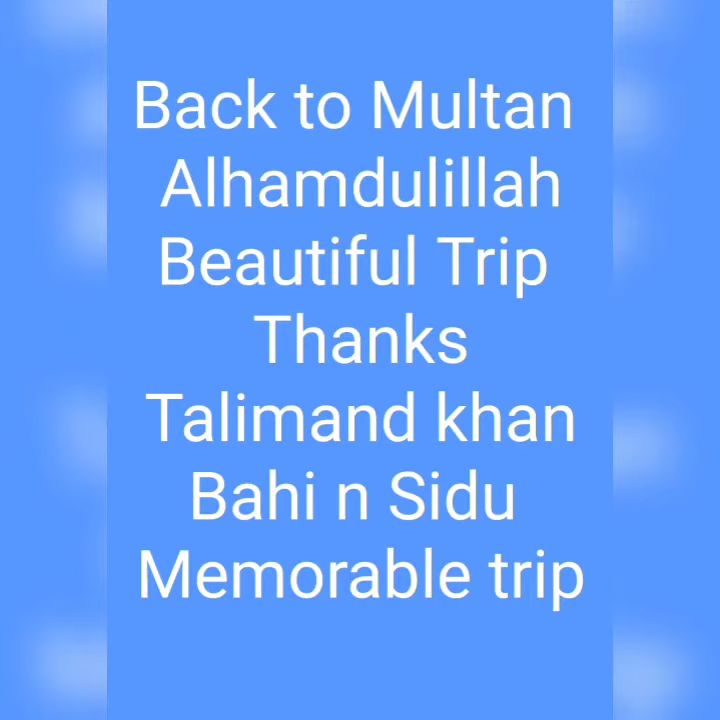 Back to Multan
Alhamdulillah
Beautiful Trip
Thanks
Talimand khan
Bahi n Sidu
Memorable trip